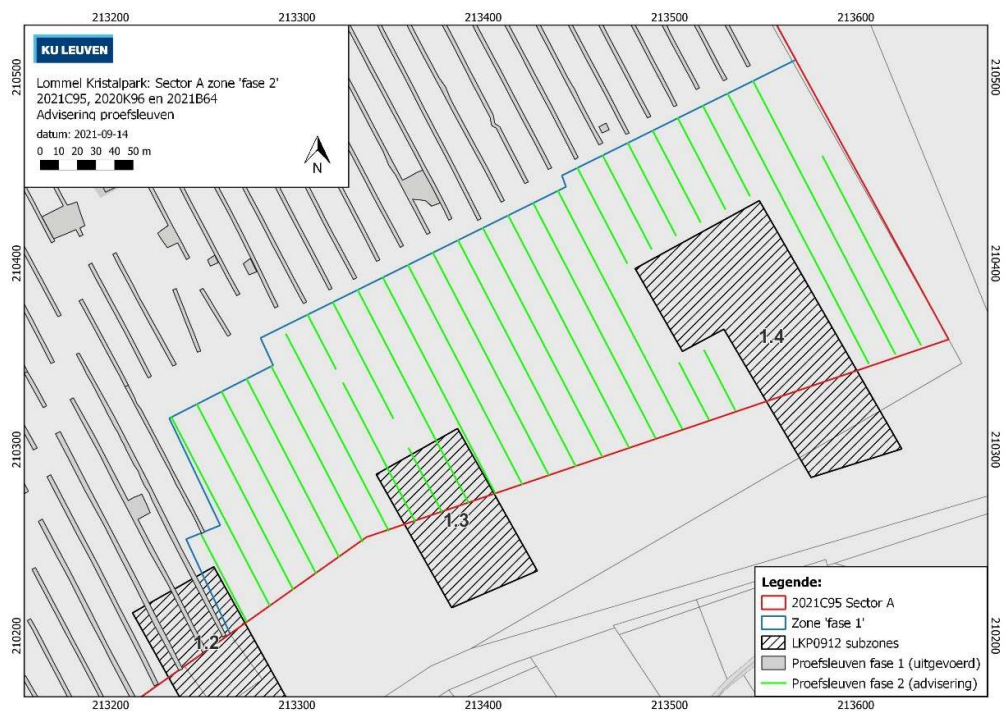 213200 213300 213400 213500 213600
KU LEUVEN
Lommel Kristalpark: Sector A zone 'fase 2'
2021C95, 2020K96 en 2021B64
Advisering proefsleuven
datum: 2021-09-14
0 10 20 30 40 50 m
N
210500
210500
210400
210400
210300
210300
210200
210200
1.4
1.3
1.2
Legende:
2021C95 Sector A
Zone 'fase 1'
LKP0912 subzones
Proefsleuven fase 1 (uitgevoerd)
Proefsleuven fase 2 (advisering)
213200 213300 213400 213500 213600